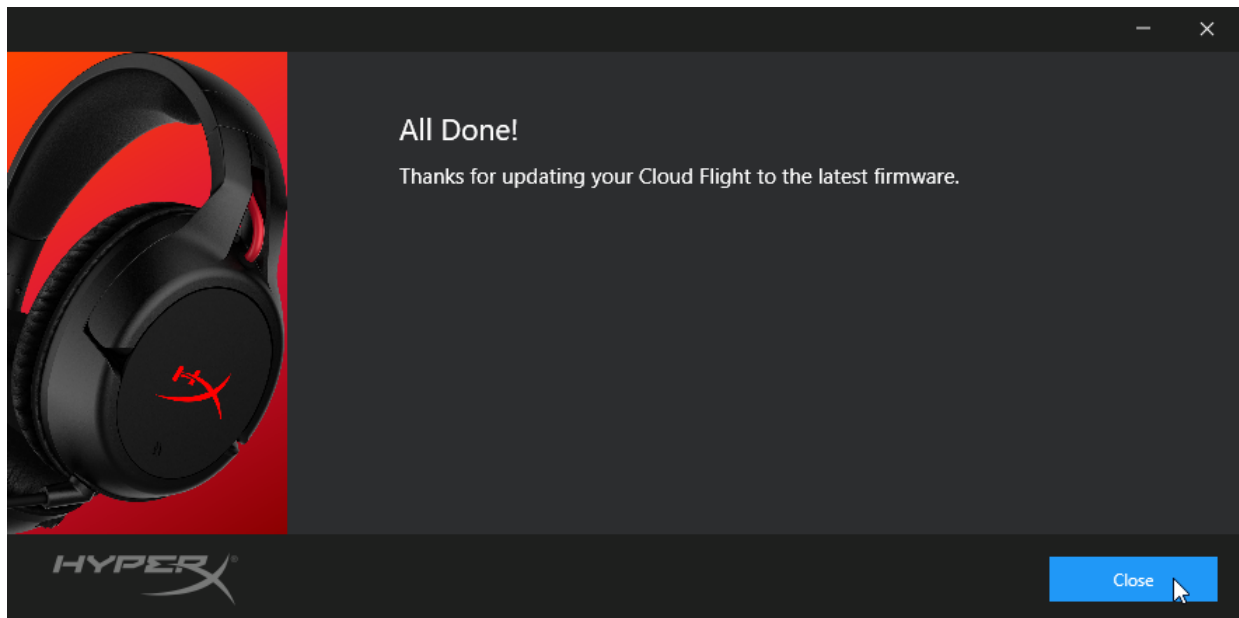 All Done!
Thanks for updating your Cloud Flight to the latest firmware.
HYPERX®
Close